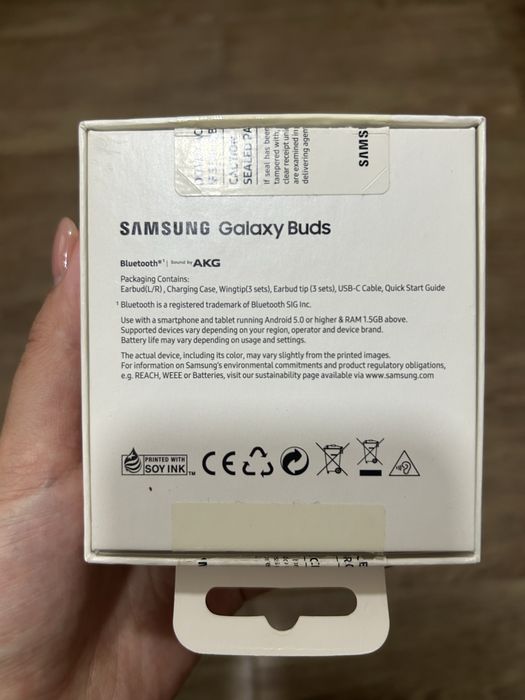 CAUTION
SEALED PA
If seal has been
tampered with,
clear receipt un
are examined in
delivering agen
SAMS
SAMSUNG Galaxy Buds
Bluetooth®¹ | Sound by AKG
Packaging Contains:
Earbud(L/R) , Charging Case, Wingtip(3 sets), Earbud tip (3 sets), USB-C Cable, Quick Start Guide
¹ Bluetooth is a registered trademark of Bluetooth SIG Inc.
Use with a smartphone and tablet running Android 5.0 or higher & RAM 1.5GB above.
Supported devices vary depending on your region, operator and device brand.
Battery life may vary depending on usage and settings.
The actual device, including its color, may vary slightly from the printed images.
For information on Samsung's environmental commitments and product regulatory obligations,
e.g. REACH, WEEE or Batteries, visit our sustainability page available via www.samsung.com
PRINTED WITH
SOY INK™
CE